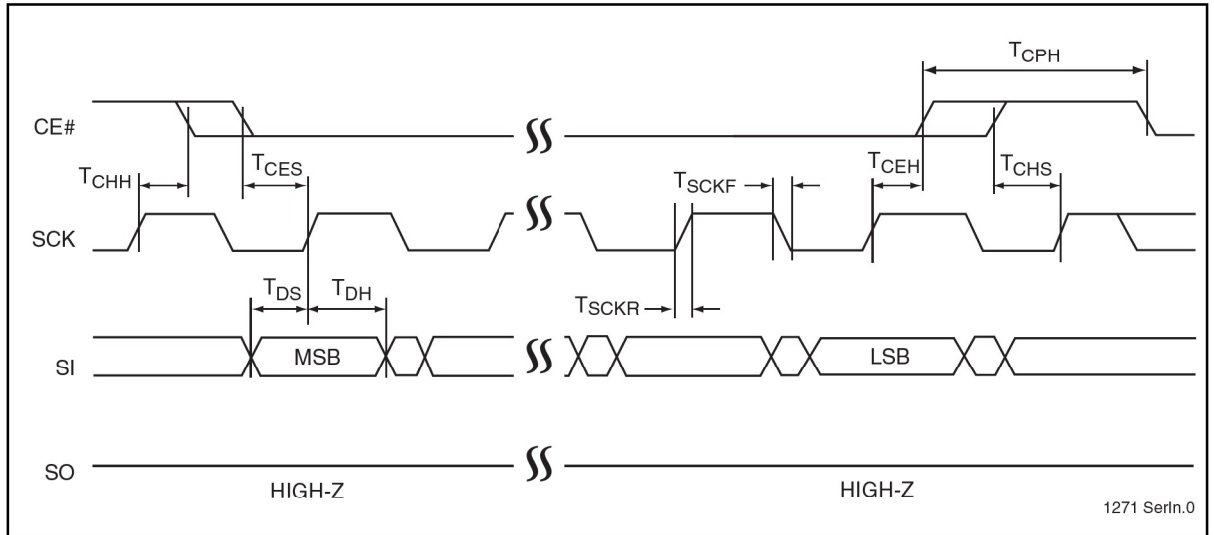 TCPH
CE#
TCHH
TCES
TSCKF
TCEH
TCHS
SCK
TDS
TDH
TSCKR
SI
MSB
LSB
SO
HIGH-Z
HIGH-Z
1271 SerIn.0